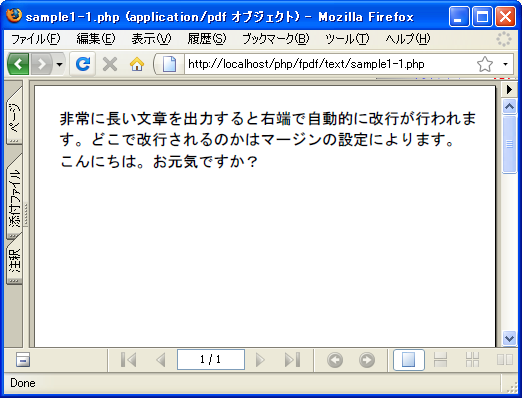 sample1-1.php (application/pdf オブジェクト) - Mozilla Firefox
ファイル(F) 編集(E) 表示(V) 履歴(S) ブックマーク(B) ツール(T) ヘルプ(H)
http://localhost/php/fpdf/text/sample1-1.php
ページ
添付ファイル
注釈
非常に長い文章を出力すると右端で自動的に改行が行われま
す。どこで改行されるのかはマージンの設定によります。
こんにちは。お元気ですか？
1 / 1
Done